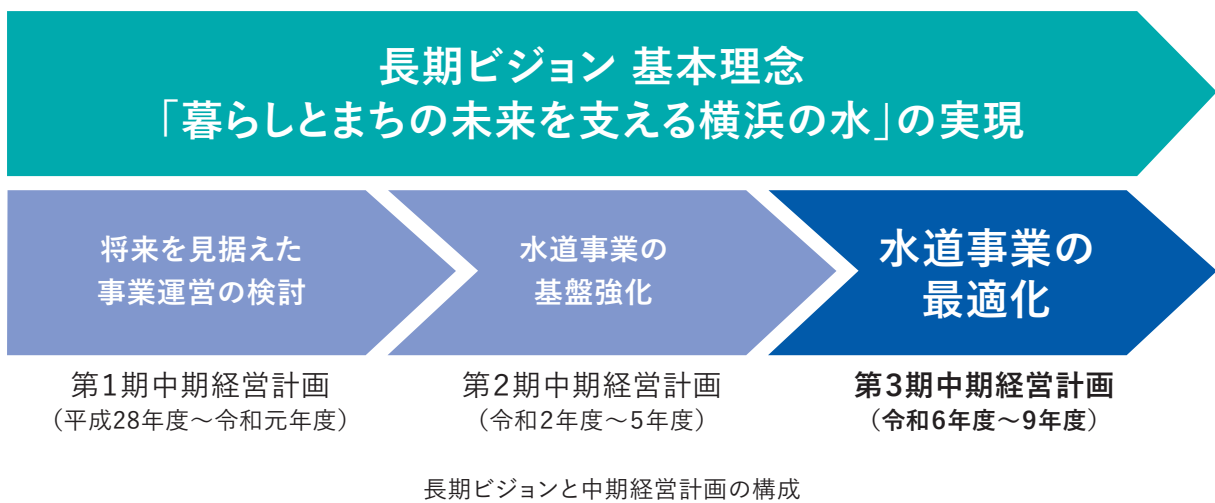 長期ビジョン 基本理念
「暮らしとまちの未来を支える横浜の水」の実現
将来を見据えた
事業運営の検討
水道事業の
基盤強化
水道事業の
最適化
第1期中期経営計画
（平成28年度～令和元年度）
第2期中期経営計画
（令和2年度～5年度）
第3期中期経営計画
（令和6年度～9年度）
長期ビジョンと中期経営計画の構成